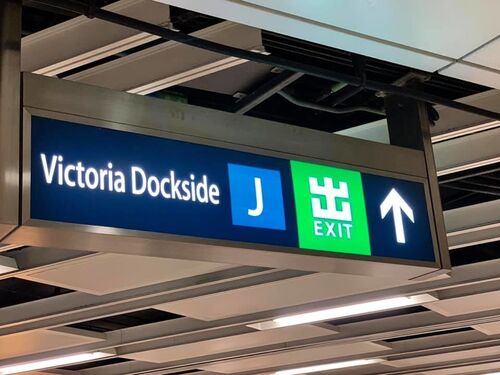 Victoria Dockside J 出
EXIT